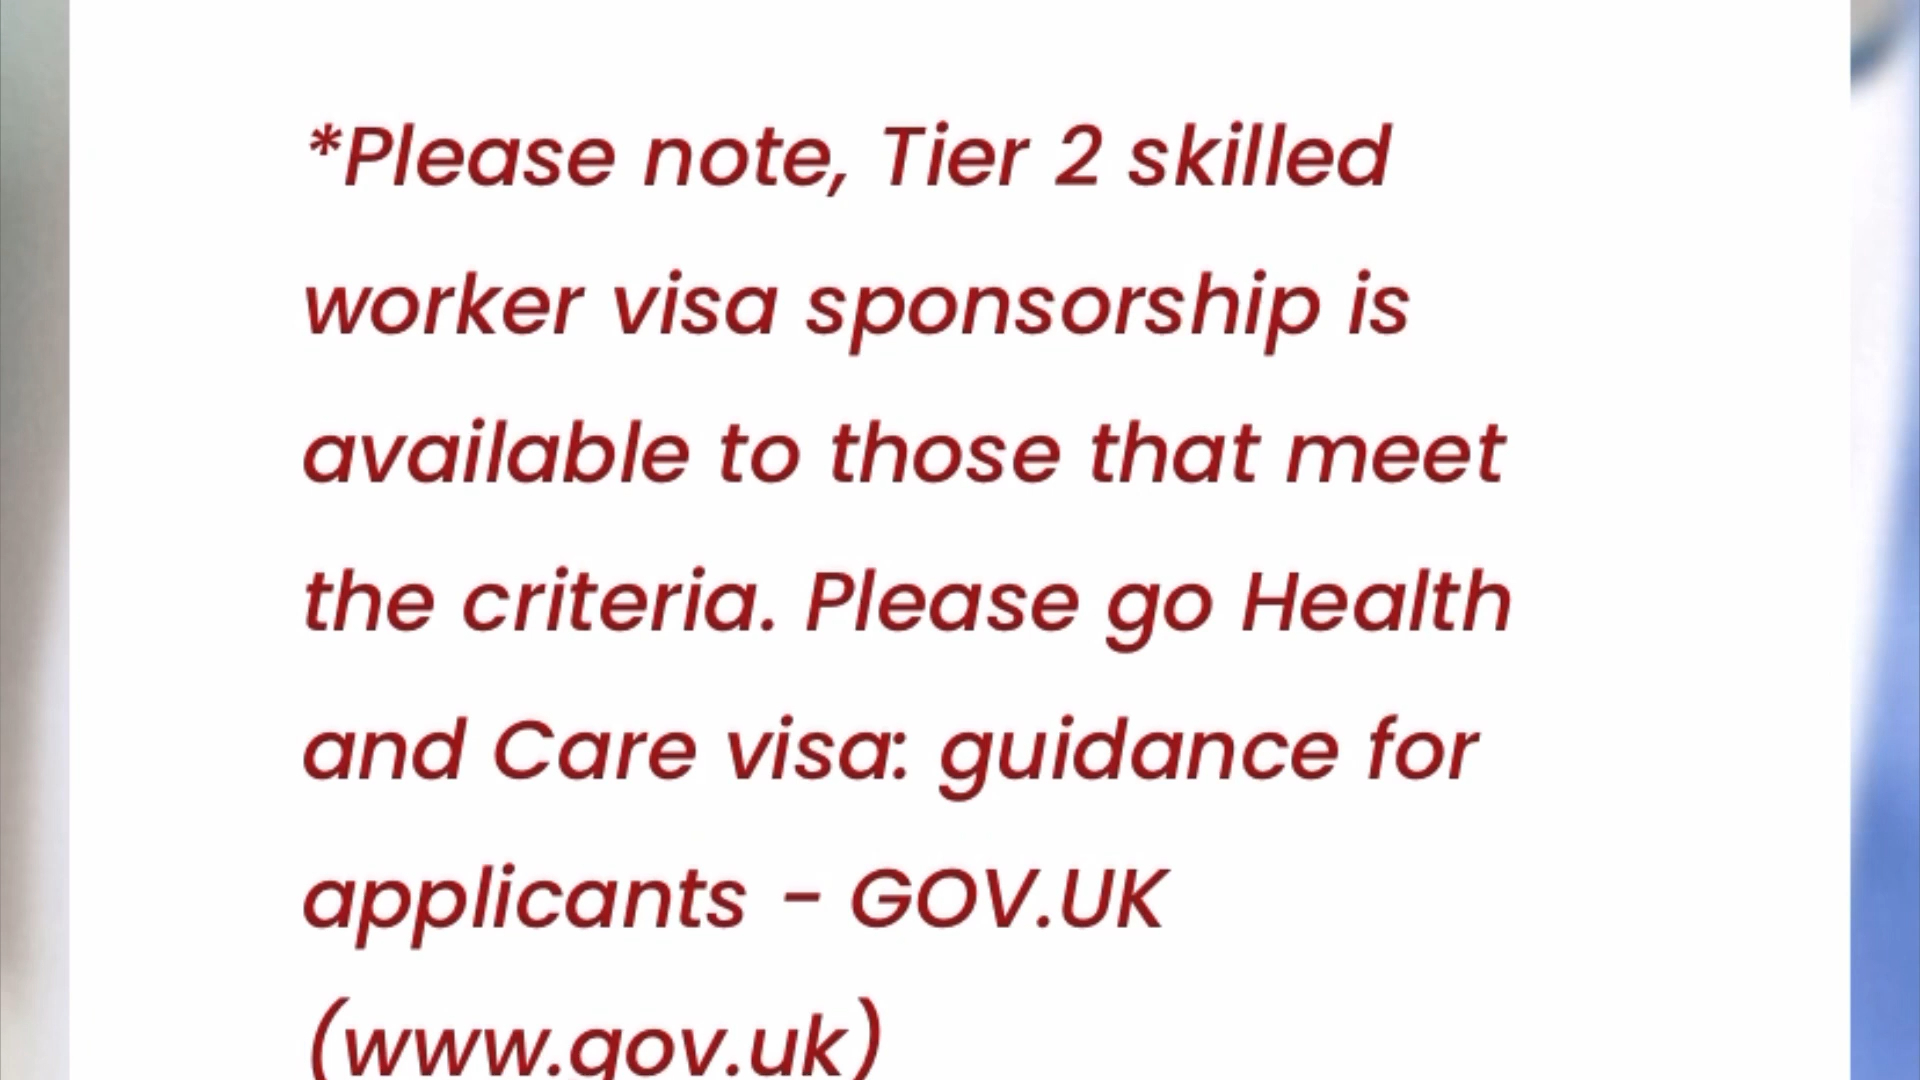 *Please note, Tier 2 skilled
worker visa sponsorship is
available to those that meet
the criteria. Please go Health
and Care visa: guidance for
applicants - GOV.UK
(www.gov.uk)